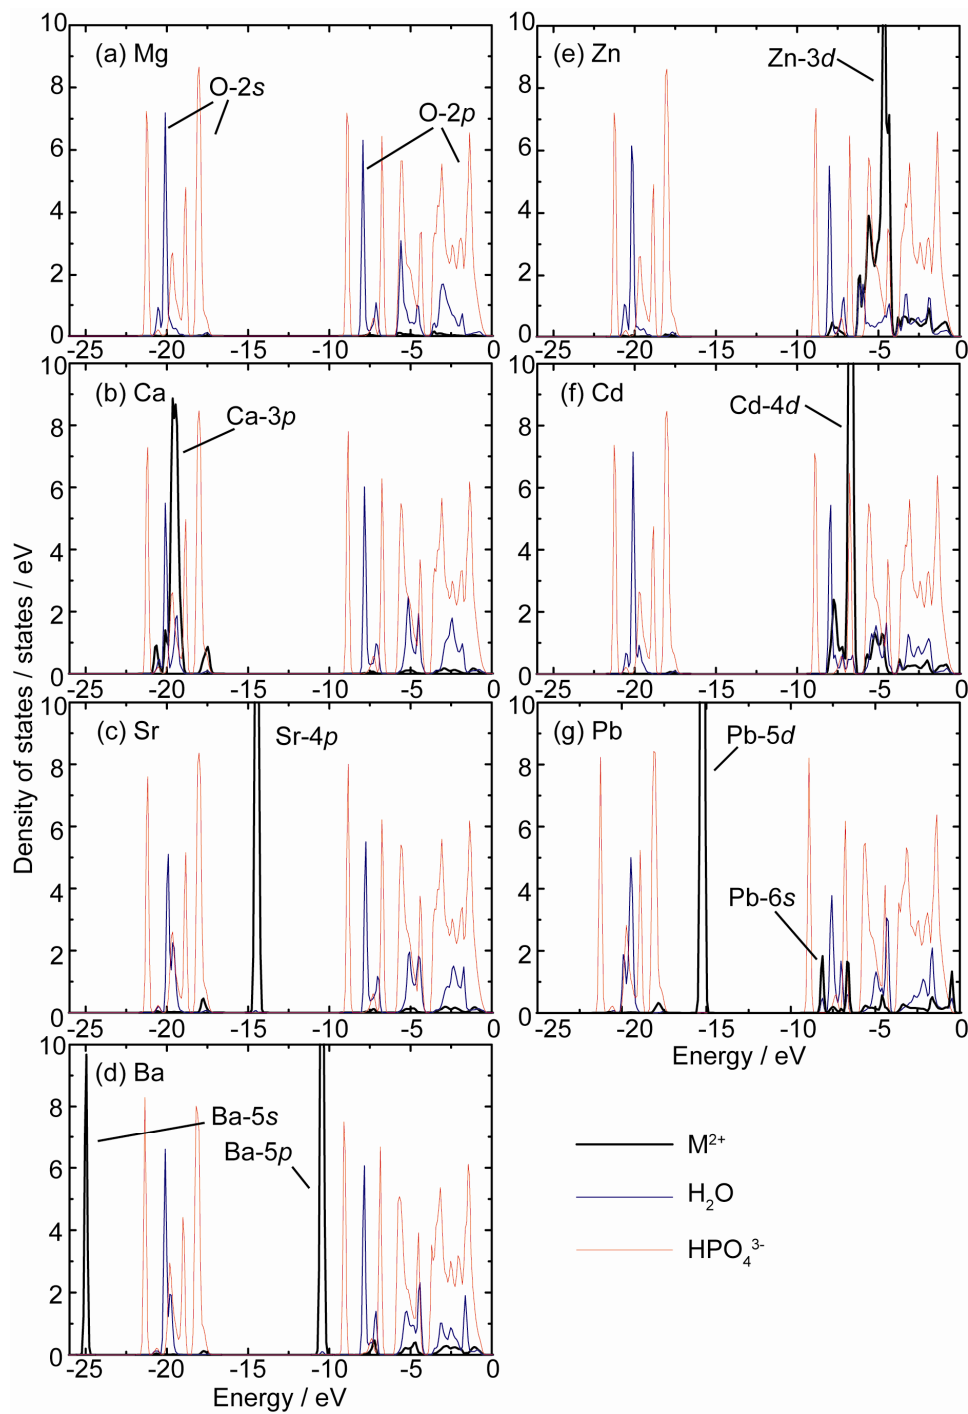 Density of states / states / eV
(a) Mg
O-2s
O-2p
10
8
6
4
2
0
-25 -20 -15 -10 -5 0
(b) Ca
Ca-3p
10
8
6
4
2
0
-25 -20 -15 -10 -5 0
(c) Sr
Sr-4p
10
8
6
4
2
0
-25 -20 -15 -10 -5 0
(d) Ba
Ba-5s
Ba-5p
10
8
6
4
2
0
-25 -20 -15 -10 -5 0
Energy / eV
(e) Zn
Zn-3d
10
8
6
4
2
0
-25 -20 -15 -10 -5 0
(f) Cd
Cd-4d
10
8
6
4
2
0
-25 -20 -15 -10 -5 0
(g) Pb
Pb-5d
Pb-6s
10
8
6
4
2
0
-25 -20 -15 -10 -5 0
Energy / eV
M²⁺
H₂O
HPO₄³⁻